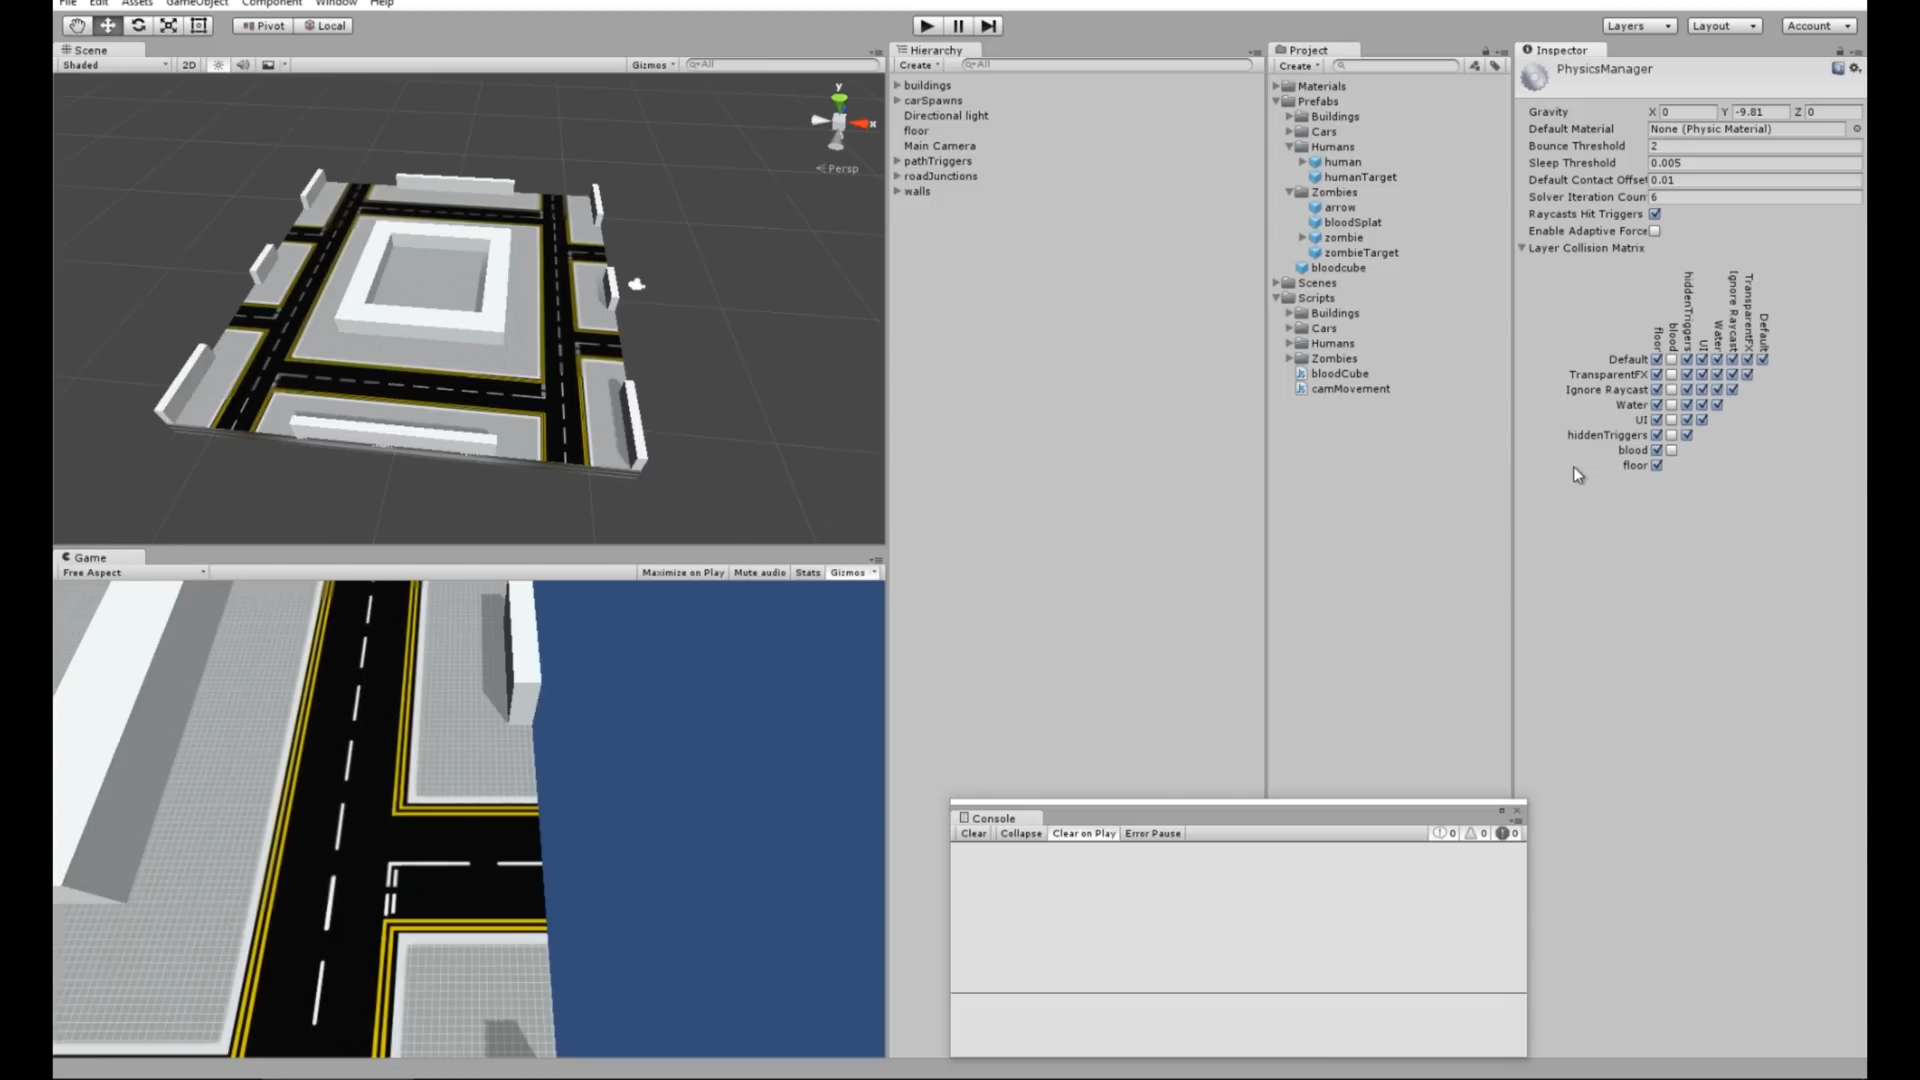 File Edit Assets GameObject Component Window Help
Pivot Local
Layers Layout Account
Scene
Shaded 2D Gizmos All
y
x
Persp
Game
Free Aspect Maximize on Play Mute audio Stats Gizmos
Hierarchy
Create All
buildings
carSpawns
Directional light
floor
Main Camera
pathTriggers
roadJunctions
walls
Project
Create
Materials
Prefabs
Buildings
Cars
Humans
human
humanTarget
Zombies
arrow
bloodSplat
zombie
zombieTarget
bloodcube
Scenes
Scripts
Buildings
Cars
Humans
Zombies
bloodCube
camMovement
Inspector
PhysicsManager
Gravity X 0 Y -9.81 Z 0
Default Material None (Physic Material)
Bounce Threshold 2
Sleep Threshold 0.005
Default Contact Offset 0.01
Solver Iteration Coun 6
Raycasts Hit Triggers
Enable Adaptive Force
Layer Collision Matrix
floor blood hiddenTriggers UI Water Ignore Raycast TransparentFX Default
Default
TransparentFX
Ignore Raycast
Water
UI
hiddenTriggers
blood
floor
Console
Clear Collapse Clear on Play Error Pause 0 0 0